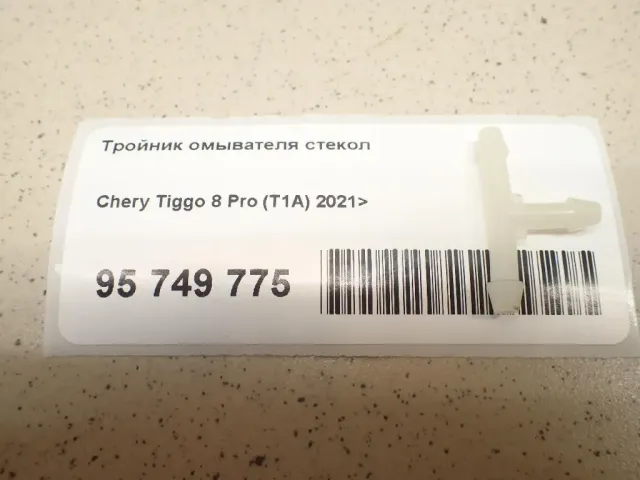 Тройник омывателя стекол
Chery Tiggo 8 Pro (T1A) 2021>
95 749 775